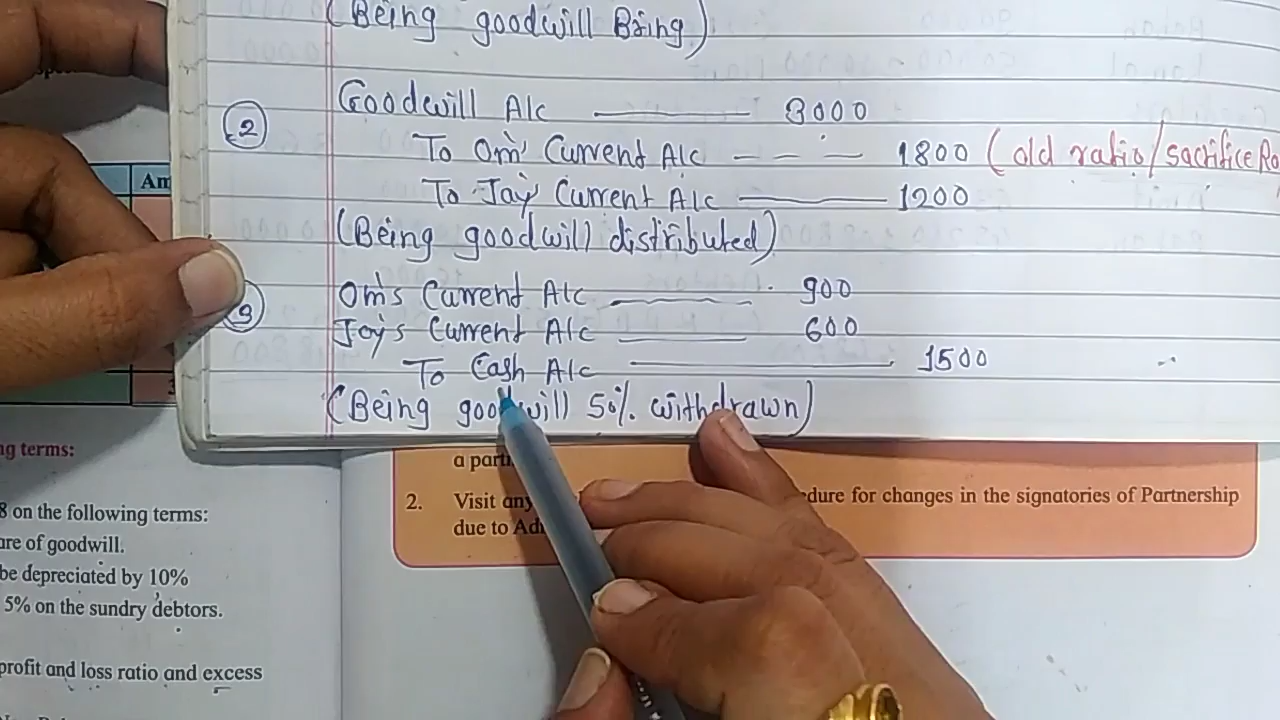 (Being goodwill Bring)
② Goodwill A/c ——— 3000
To Om' Current A/c — — — 1800 (old ratio/sacrifice Ra
To Jay' Current A/c ——— 1200
(Being goodwill distributed)
③ Om's Current A/c ——— 900
Jay's Current A/c ——— 600
To Cash A/c ——— 1500
(Being goodwill 50% withdrawn)
Am
ng terms:
8 on the following terms:
are of goodwill.
be depreciated by 10%
5% on the sundry debtors.
profit and loss ratio and excess
a part
2. Visit any dure for changes in the signatories of Partnership
due to Ad